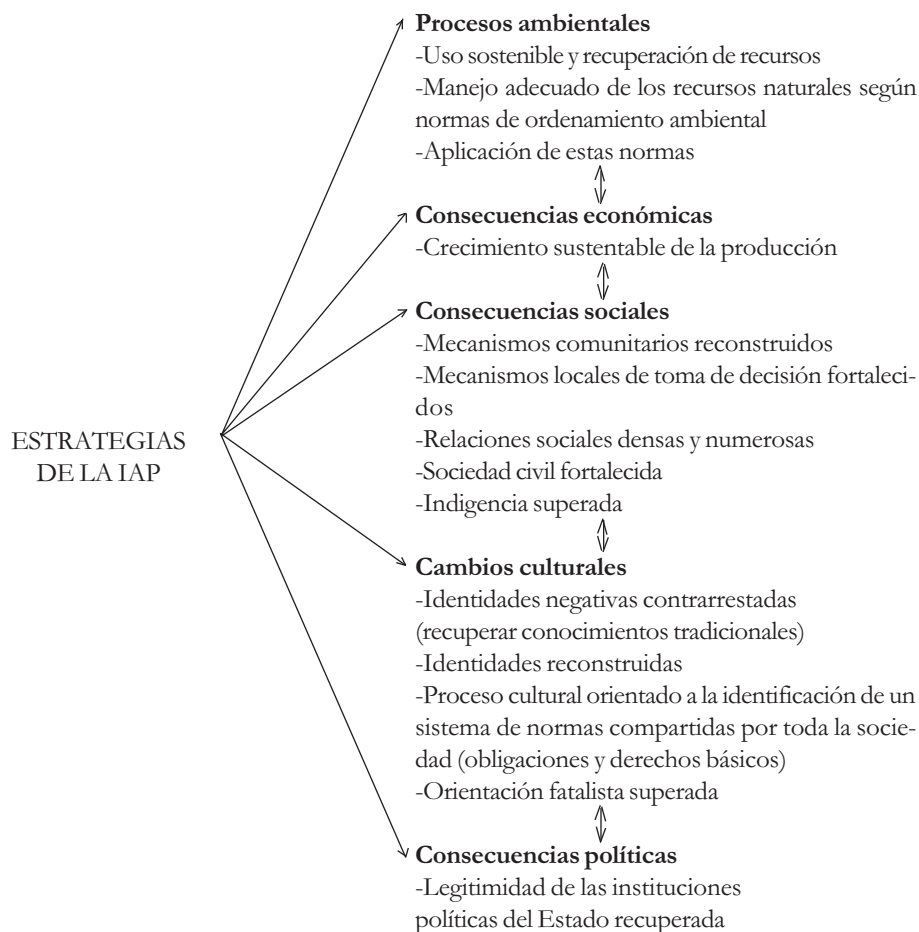 Procesos ambientales
-Uso sostenible y recuperación de recursos
-Manejo adecuado de los recursos naturales según
normas de ordenamiento ambiental
-Aplicación de estas normas
Consecuencias económicas
-Crecimiento sustentable de la producción
Consecuencias sociales
-Mecanismos comunitarios reconstruidos
-Mecanismos locales de toma de decisión fortaleci-
dos
-Relaciones sociales densas y numerosas
-Sociedad civil fortalecida
-Indigencia superada
ESTRATEGIAS
DE LA IAP
Cambios culturales
-Identidades negativas contrarrestadas
(recuperar conocimientos tradicionales)
-Identidades reconstruidas
-Proceso cultural orientado a la identificación de un
sistema de normas compartidas por toda la socie-
dad (obligaciones y derechos básicos)
-Orientación fatalista superada
Consecuencias políticas
-Legitimidad de las instituciones
políticas del Estado recuperada